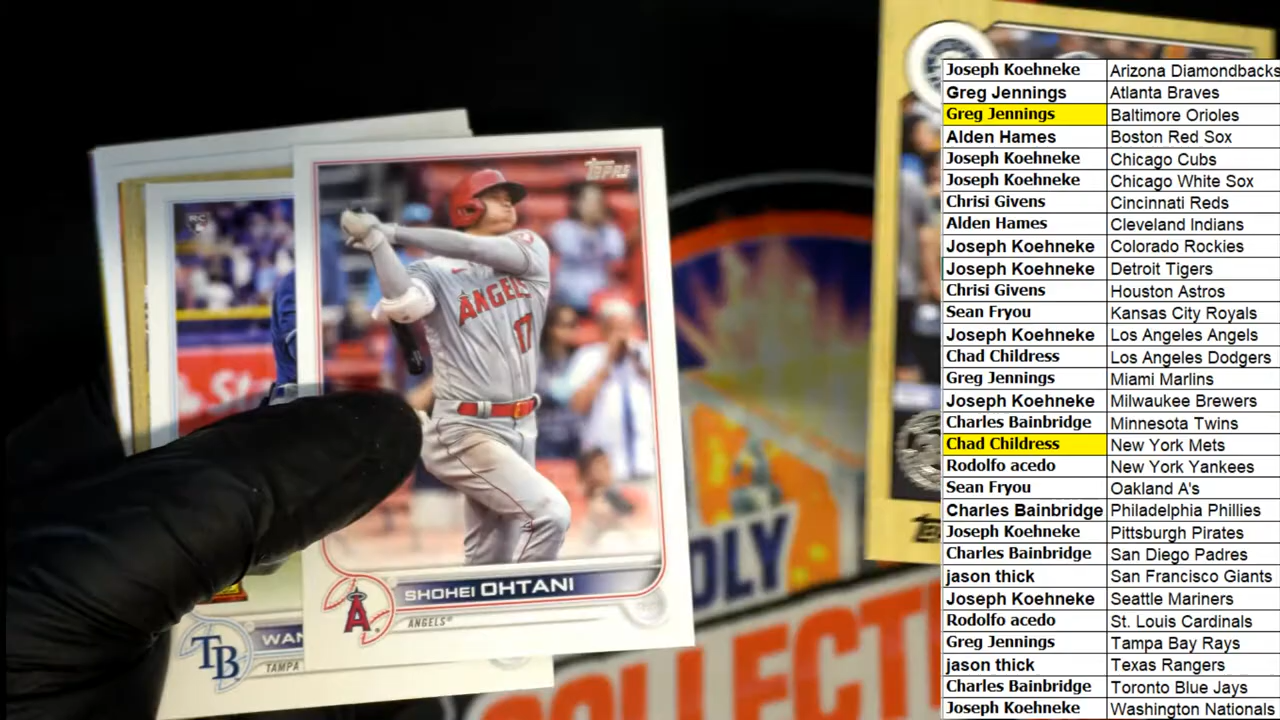 Topps
RC
ANGELS
17
SHOHEI OHTANI
ANGELS
A
TB
WAN
TAMPA
OLY
COLLECT
Joseph Koehneke Arizona Diamondbacks
Greg Jennings Atlanta Braves
Greg Jennings Baltimore Orioles
Alden Hames Boston Red Sox
Joseph Koehneke Chicago Cubs
Joseph Koehneke Chicago White Sox
Chrisi Givens Cincinnati Reds
Alden Hames Cleveland Indians
Joseph Koehneke Colorado Rockies
Joseph Koehneke Detroit Tigers
Chrisi Givens Houston Astros
Sean Fryou Kansas City Royals
Joseph Koehneke Los Angeles Angels
Chad Childress Los Angeles Dodgers
Greg Jennings Miami Marlins
Joseph Koehneke Milwaukee Brewers
Charles Bainbridge Minnesota Twins
Chad Childress New York Mets
Rodolfo acedo New York Yankees
Sean Fryou Oakland A's
Charles Bainbridge Philadelphia Phillies
Joseph Koehneke Pittsburgh Pirates
Charles Bainbridge San Diego Padres
jason thick San Francisco Giants
Joseph Koehneke Seattle Mariners
Rodolfo acedo St. Louis Cardinals
Greg Jennings Tampa Bay Rays
jason thick Texas Rangers
Charles Bainbridge Toronto Blue Jays
Joseph Koehneke Washington Nationals